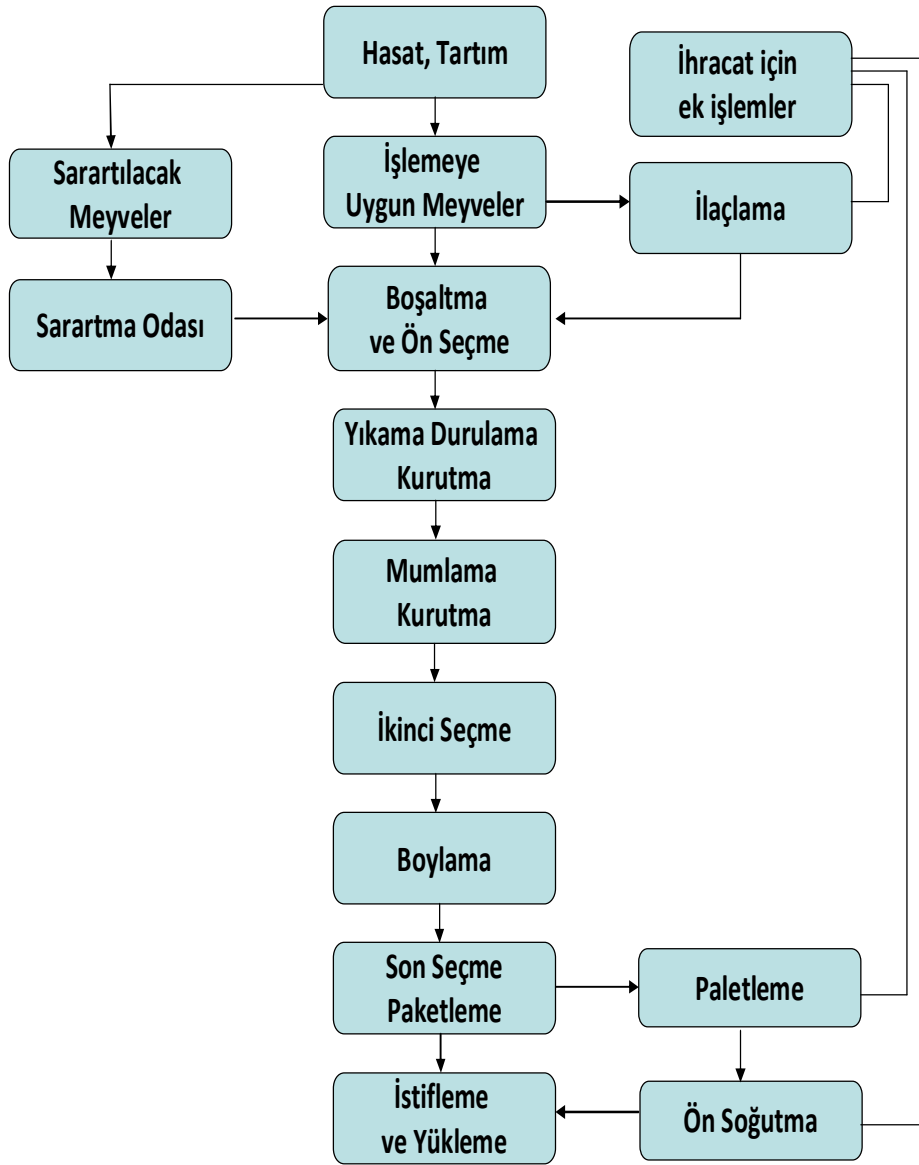 Hasat, Tartım
İhracat için
ek işlemler
Sarartılacak
Meyveler
İşlemeye
Uygun Meyveler
İlaçlama
Sarartma Odası
Boşaltma
ve Ön Seçme
Yıkama Durulama
Kurutma
Mumlama
Kurutma
İkinci Seçme
Boylama
Son Seçme
Paketleme
Paletleme
İstifleme
ve Yükleme
Ön Soğutma